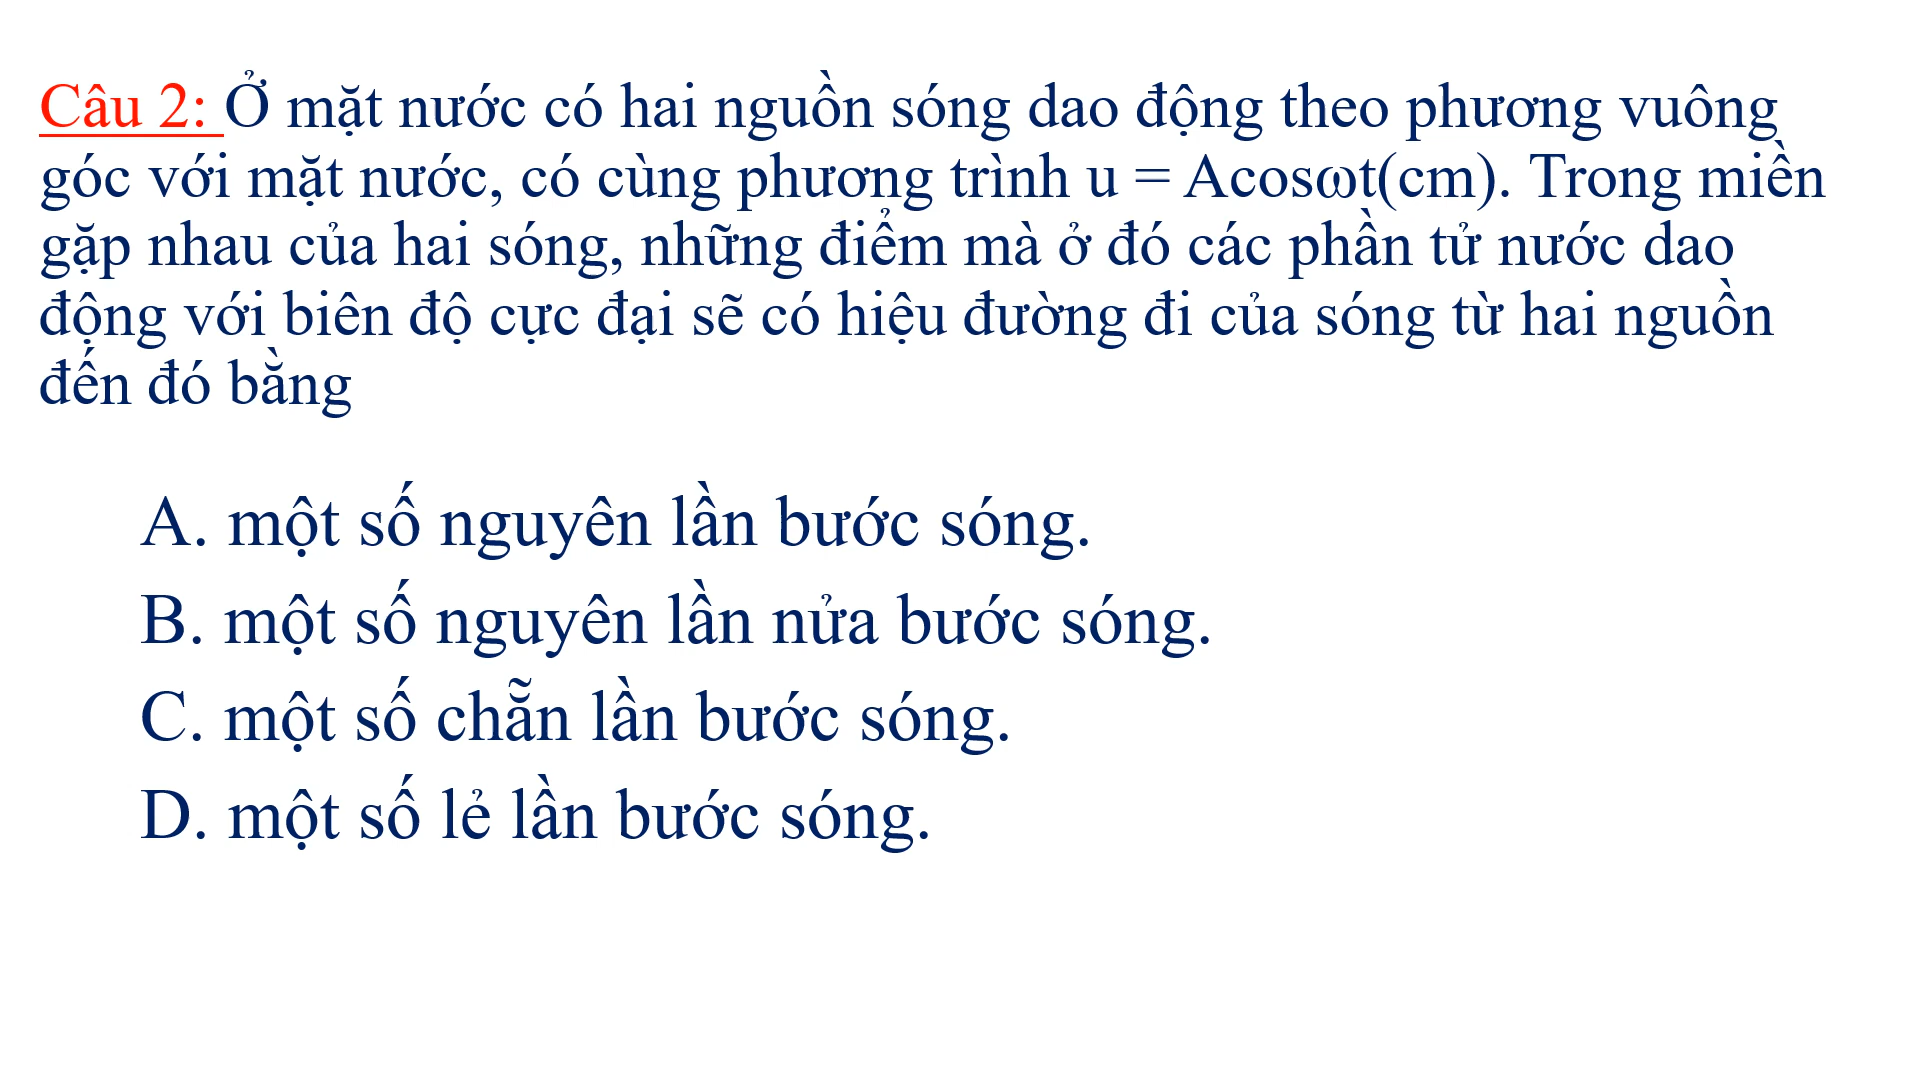 Câu 2: Ở mặt nước có hai nguồn sóng dao động theo phương vuông
góc với mặt nước, có cùng phương trình u = Acosωt(cm). Trong miền
gặp nhau của hai sóng, những điểm mà ở đó các phần tử nước dao
động với biên độ cực đại sẽ có hiệu đường đi của sóng từ hai nguồn
đến đó bằng
A. một số nguyên lần bước sóng.
B. một số nguyên lần nửa bước sóng.
C. một số chẵn lần bước sóng.
D. một số lẻ lần bước sóng.